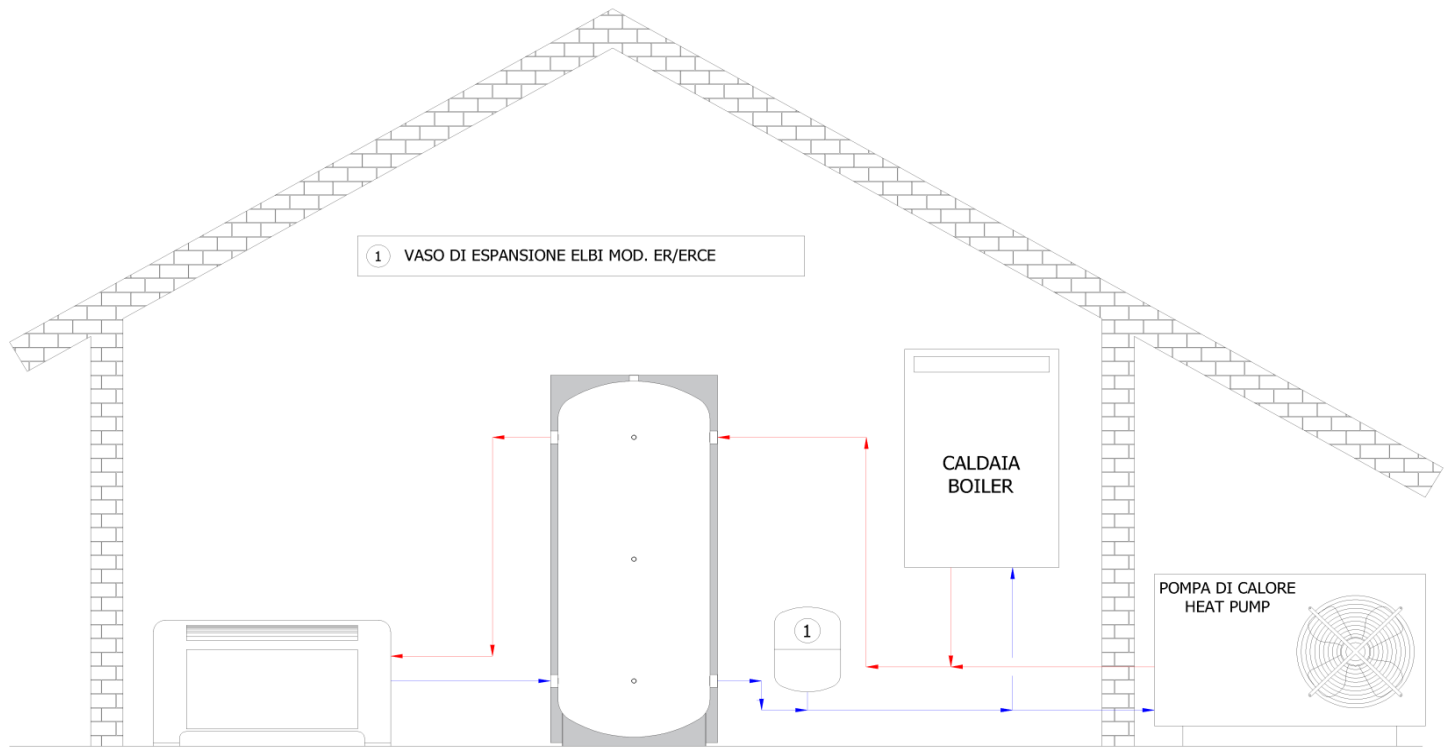 1 VASO DI ESPANSIONE ELBI MOD. ER/ERCE
CALDAIA
BOILER
POMPA DI CALORE
HEAT PUMP
1